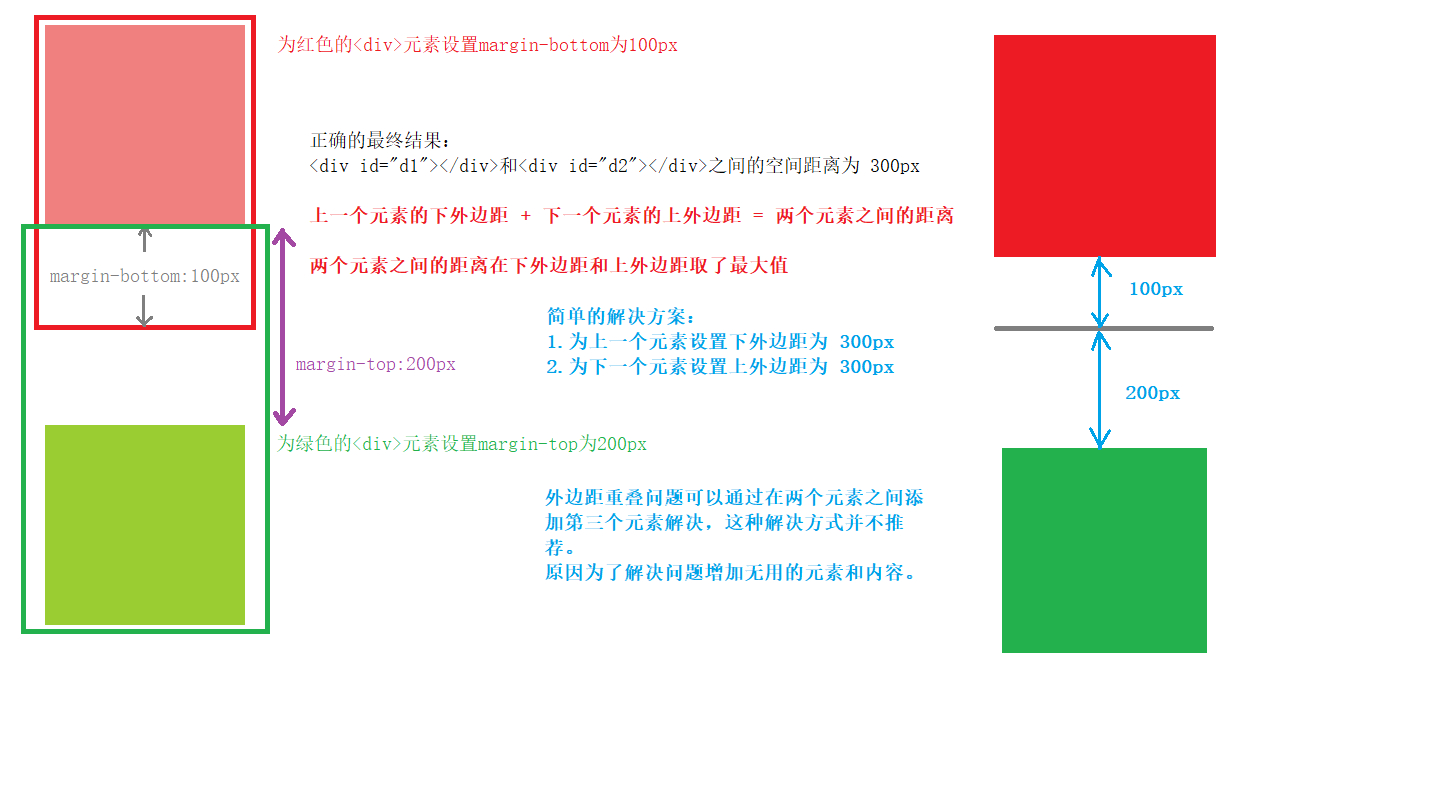 为红色的<div>元素设置margin-bottom为100px
正确的最终结果：
<div id="d1"></div>和<div id="d2"></div>之间的空间距离为 300px
上一个元素的下外边距 + 下一个元素的上外边距 = 两个元素之间的距离
两个元素之间的距离在下外边距和上外边距取了最大值
margin-bottom:100px
100px
简单的解决方案：
1.为上一个元素设置下外边距为 300px
2.为下一个元素设置上外边距为 300px
margin-top:200px
200px
为绿色的<div>元素设置margin-top为200px
外边距重叠问题可以通过在两个元素之间添
加第三个元素解决，这种解决方式并不推
荐。
原因为了解决问题增加无用的元素和内容。